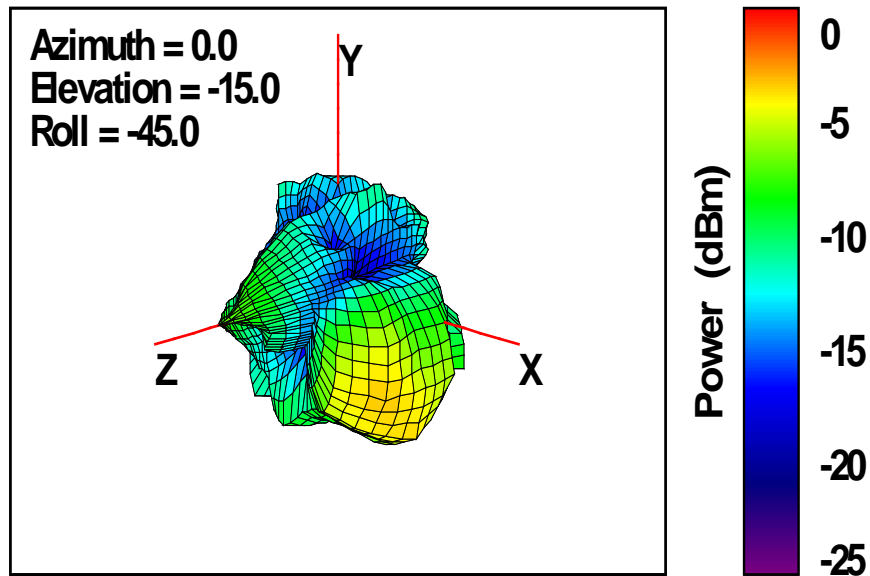 Azimuth = 0.0
Elevation = -15.0
Roll = -45.0
Y
Z
X
Power (dBm)
0
-5
-10
-15
-20
-25